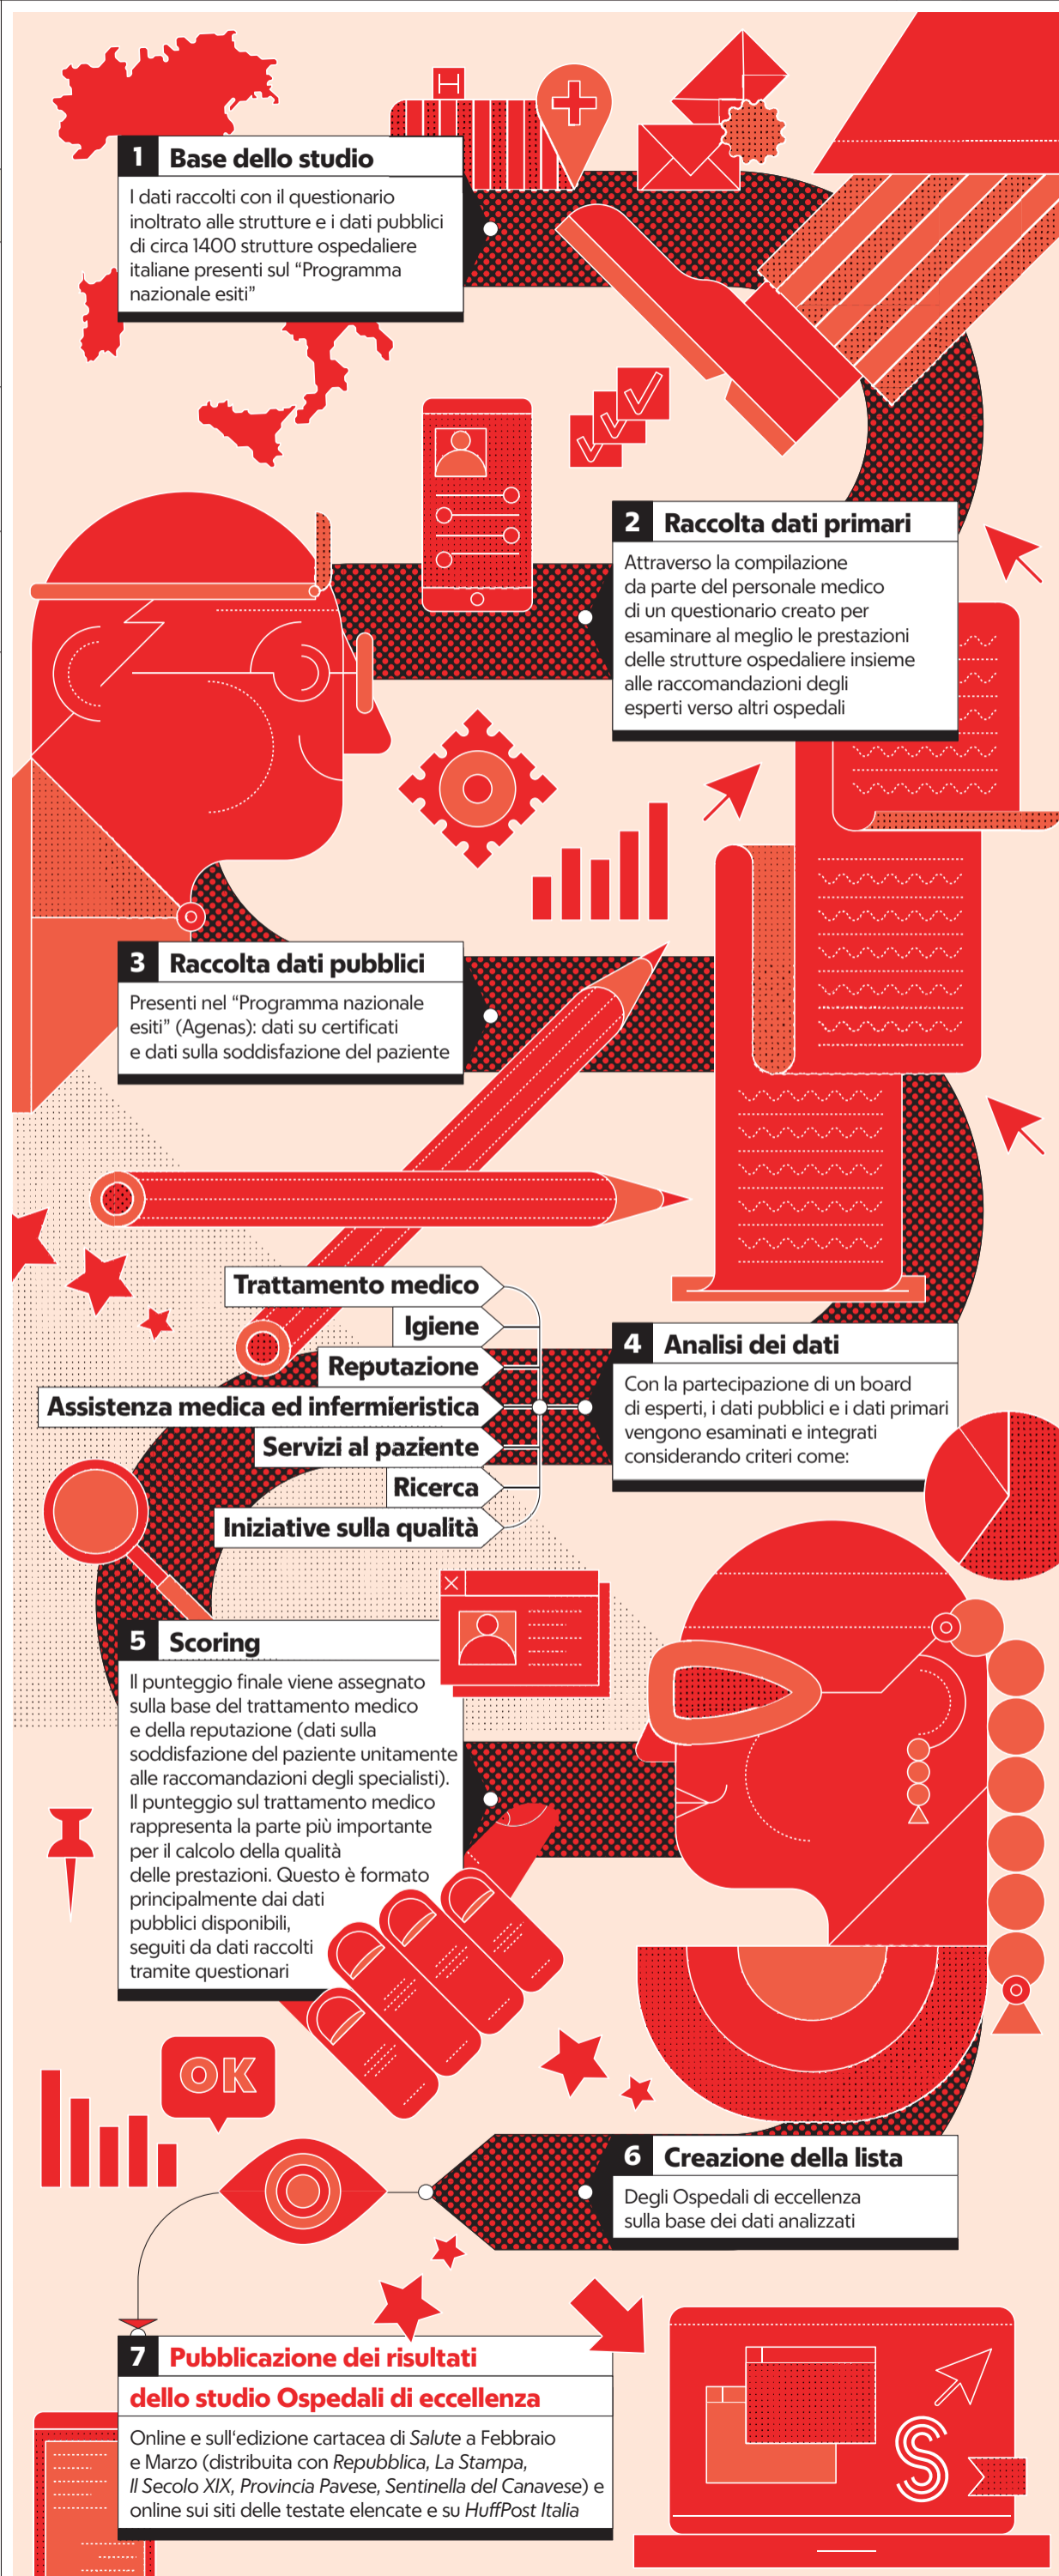 H
1 Base dello studio
I dati raccolti con il questionario
inoltrato alle strutture e i dati pubblici
di circa 1400 strutture ospedaliere
italiane presenti sul “Programma
nazionale esiti”
2 Raccolta dati primari
Attraverso la compilazione
da parte del personale medico
di un questionario creato per
esaminare al meglio le prestazioni
delle strutture ospedaliere insieme
alle raccomandazioni degli
esperti verso altri ospedali
3 Raccolta dati pubblici
Presenti nel “Programma nazionale
esiti” (Agenas): dati su certificati
e dati sulla soddisfazione del paziente
4 Analisi dei dati
Con la partecipazione di un board
di esperti, i dati pubblici e i dati primari
vengono esaminati e integrati
considerando criteri come:
Trattamento medico
Igiene
Reputazione
Assistenza medica ed infermieristica
Servizi al paziente
Ricerca
Iniziative sulla qualità
5 Scoring
Il punteggio finale viene assegnato
sulla base del trattamento medico
e della reputazione (dati sulla
soddisfazione del paziente unitamente
alle raccomandazioni degli specialisti).
Il punteggio sul trattamento medico
rappresenta la parte più importante
per il calcolo della qualità
delle prestazioni. Questo è formato
principalmente dai dati
pubblici disponibili,
seguiti da dati raccolti
tramite questionari
OK
6 Creazione della lista
Degli Ospedali di eccellenza
sulla base dei dati analizzati
7 Pubblicazione dei risultati
dello studio Ospedali di eccellenza
Online e sull‘edizione cartacea di Salute a Febbraio
e Marzo (distribuita con Repubblica, La Stampa,
Il Secolo XIX, Provincia Pavese, Sentinella del Canavese) e
online sui siti delle testate elencate e su HuffPost Italia
S